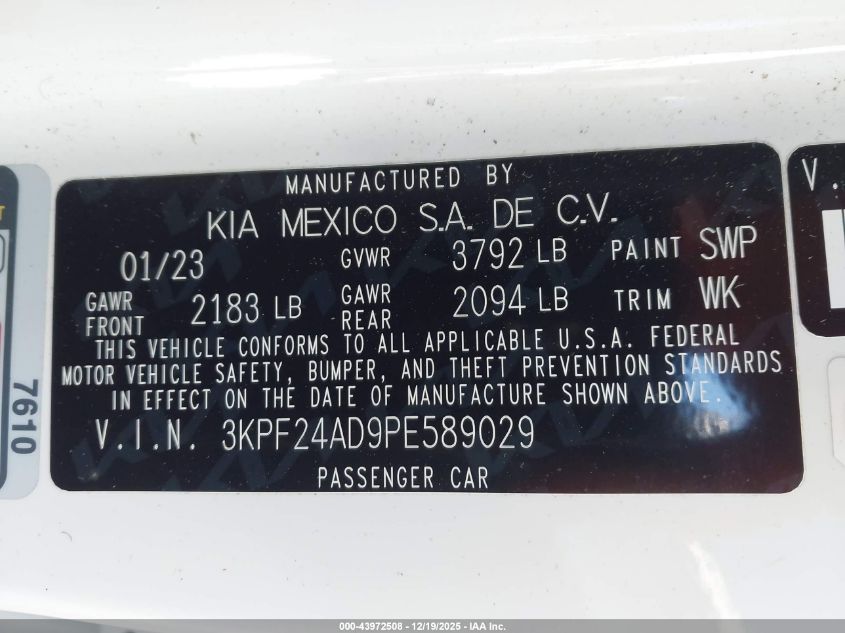 MANUFACTURED BY
KIA MEXICO S.A. DE C.V.
01/23 GVWR 3792 LB PAINT SWP
GAWR FRONT 2183 LB GAWR REAR 2094 LB TRIM WK
THIS VEHICLE CONFORMS TO ALL APPLICABLE U.S.A. FEDERAL
MOTOR VEHICLE SAFETY, BUMPER, AND THEFT PREVENTION STANDARDS
IN EFFECT ON THE DATE OF MANUFACTURE SHOWN ABOVE.
V.I.N. 3KPF24AD9PE589029
PASSENGER CAR
7610
V.
000-43972508 - 12/19/2025 - IAA Inc.